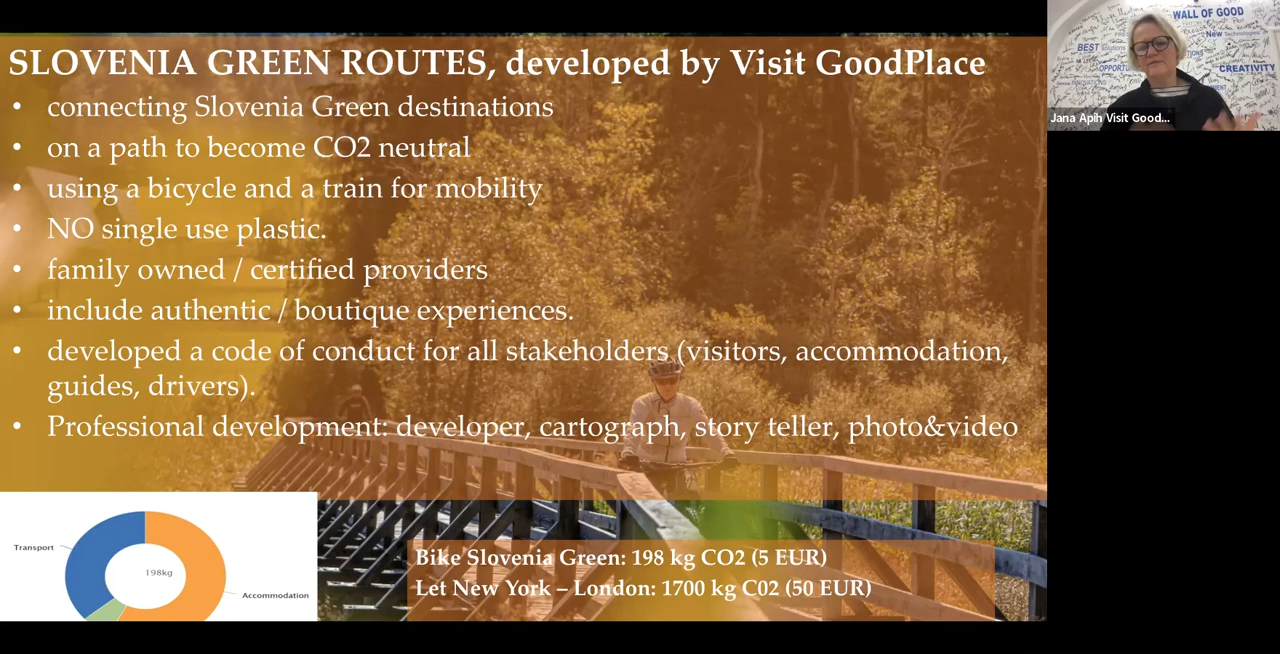 SLOVENIA GREEN ROUTES, developed by Visit GoodPlace
• connecting Slovenia Green destinations
• on a path to become CO2 neutral
• using a bicycle and a train for mobility
• NO single use plastic.
• family owned / certified providers
• include authentic / boutique experiences.
• developed a code of conduct for all stakeholders (visitors, accommodation,
guides, drivers).
• Professional development: developer, cartograph, story teller, photo&video
Transport
198kg
Accommodation
Bike Slovenia Green: 198 kg CO2 (5 EUR)
Let New York – London: 1700 kg C02 (50 EUR)
WALL OF GOOD
New Technologies
BEST Solutions
CREATIVITY
Jana Apih Visit Good...